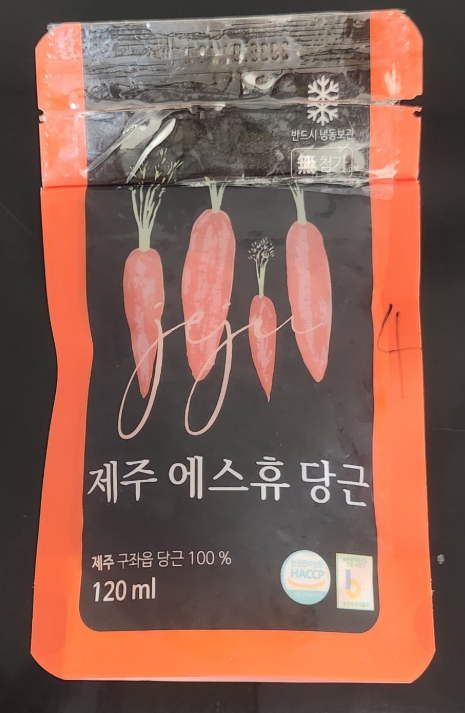 반드시 냉동보관
無 첨가
jeju
4
제주 에스휴 당근
제주 구좌읍 당근 100 %
120 ml
HACCP